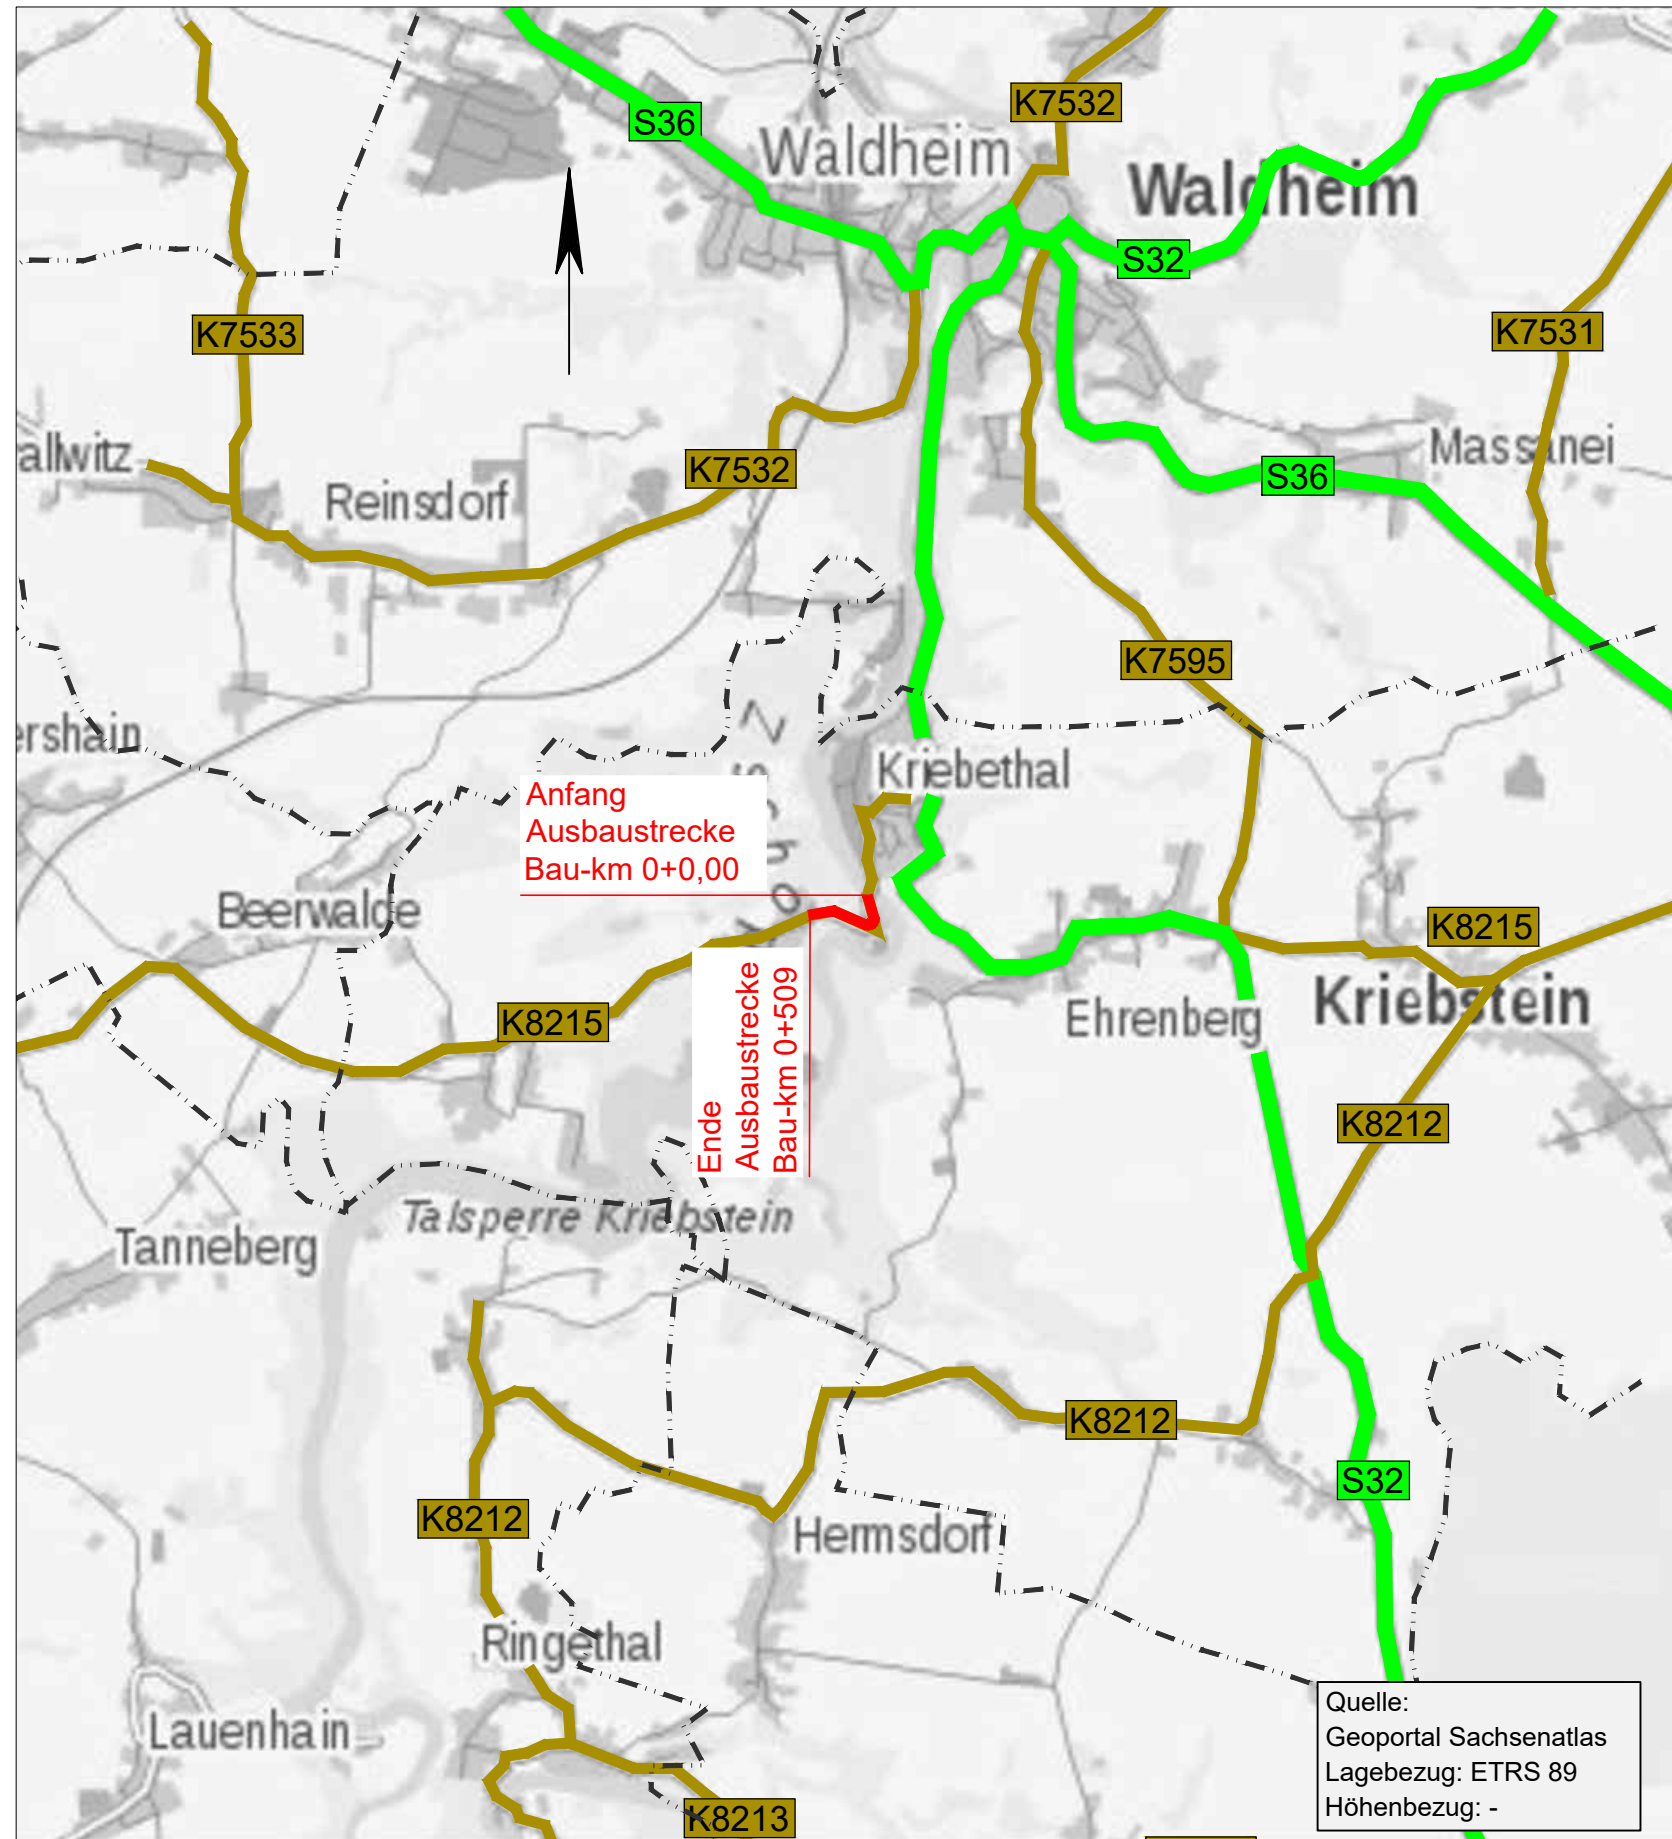 K7532
S36
Waldheim
Waldheim
S32
K7533
K7531
allwitz
Reinsdorf
K7532
Massanei
S36
K7595
ershain
Kriebethal
Anfang
Ausbaustrecke
Bau-km 0+0,00
Z s c h o
Beerwalde
K8215
K8215
Ende
Ausbaustrecke
Bau-km 0+509
Ehrenberg
Kriebstein
K8212
Talsperre Kriebstein
Tanneberg
K8212
S32
K8212
Hermsdorf
Ringethal
Lauenhain
K8213
Quelle:
Geoportal Sachsenatlas
Lagebezug: ETRS 89
Höhenbezug: -